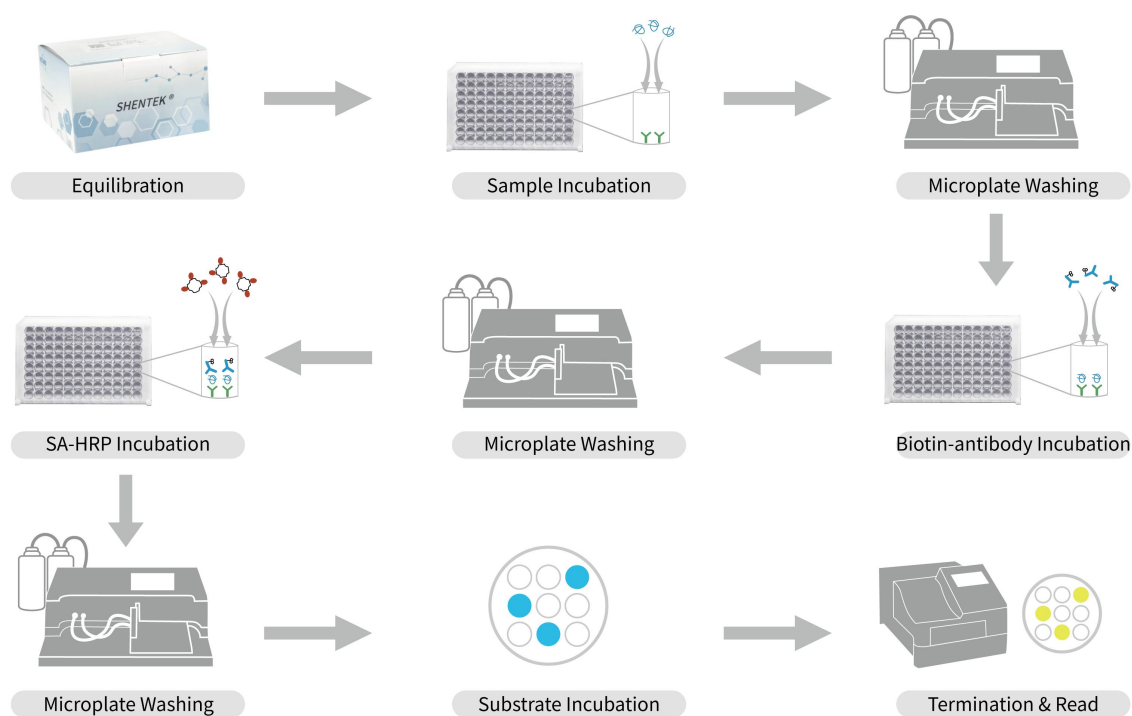 SHENTEK ®
Equilibration
Sample Incubation
Microplate Washing
SA-HRP Incubation
Microplate Washing
Biotin-antibody Incubation
Microplate Washing
Substrate Incubation
Termination & Read